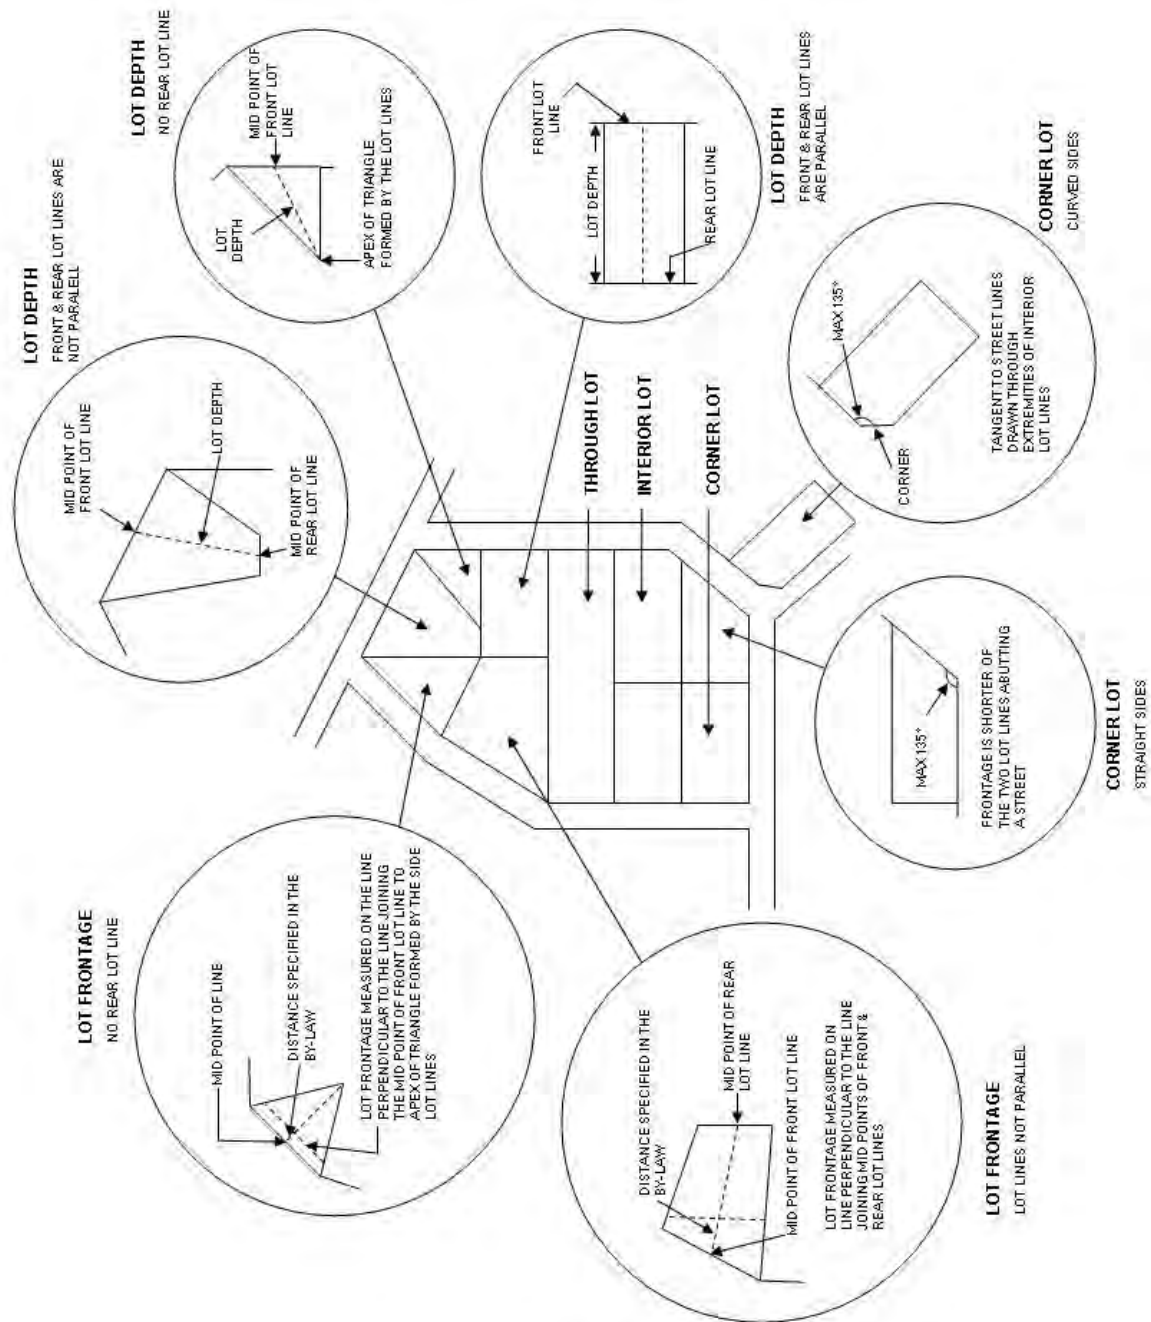 LOT DEPTH
FRONT & REAR LOT LINES ARE
NOT PARALELL
MID POINT OF
FRONT LOT LINE
LOT DEPTH
MID POINT OF
REAR LOT LINE
LOT DEPTH
NO REAR LOT LINE
MID POINT OF
FRONT LOT
LINE
LOT
DEPTH
APEX OF TRIANGLE
FORMED BY THE LOT LINES
FRONT LOT
LINE
LOT DEPTH
REAR LOT LINE
LOT DEPTH
FRONT & REAR LOT LINES
ARE PARALLEL
THROUGH LOT
INTERIOR LOT
CORNER LOT
CORNER LOT
CURVED SIDES
MAX 135°
CORNER
TANGENT TO STREET LINES
DRAWN THROUGH
EXTREMITIES OF INTERIOR
LOT LINES
MAX 135°
FRONTAGE IS SHORTER OF
THE TWO LOT LINES ABUTTING
A STREET
CORNER LOT
STRAIGHT SIDES
LOT FRONTAGE
NO REAR LOT LINE
MID POINT OF LINE
DISTANCE SPECIFIED IN THE
BY-LAW
LOT FRONTAGE MEASURED ON THE LINE
PERPENDICULAR TO THE LINE JOINING
THE MID POINT OF FRONT LOT LINE TO
APEX OF TRIANGLE FORMED BY THE SIDE
LOT LINES
DISTANCE SPECIFIED IN THE
BY-LAW
MID POINT OF REAR
LOT LINE
MID POINT OF FRONT LOT LINE
LOT FRONTAGE MEASURED ON
LINE PERPENDICULAR TO THE LINE
JOINING MID POINTS OF FRONT &
REAR LOT LINES
LOT FRONTAGE
LOT LINES NOT PARALLEL